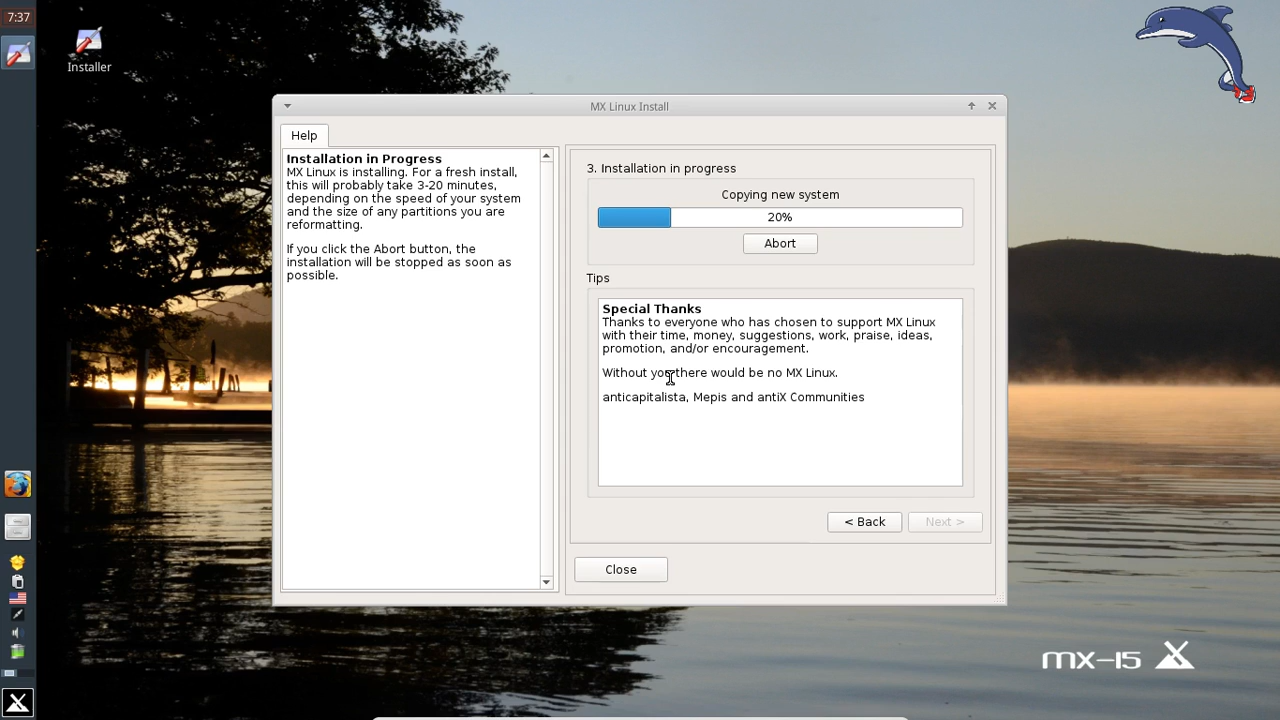 7:37
Installer
MX Linux Install
Help
Installation in Progress
MX Linux is installing. For a fresh install,
this will probably take 3-20 minutes,
depending on the speed of your system
and the size of any partitions you are
reformatting.
If you click the Abort button, the
installation will be stopped as soon as
possible.
3. Installation in progress
Copying new system
20%
Abort
Tips
Special Thanks
Thanks to everyone who has chosen to support MX Linux
with their time, money, suggestions, work, praise, ideas,
promotion, and/or encouragement.
Without you there would be no MX Linux.
anticapitalista, Mepis and antiX Communities
< Back
Next >
Close
mx-15